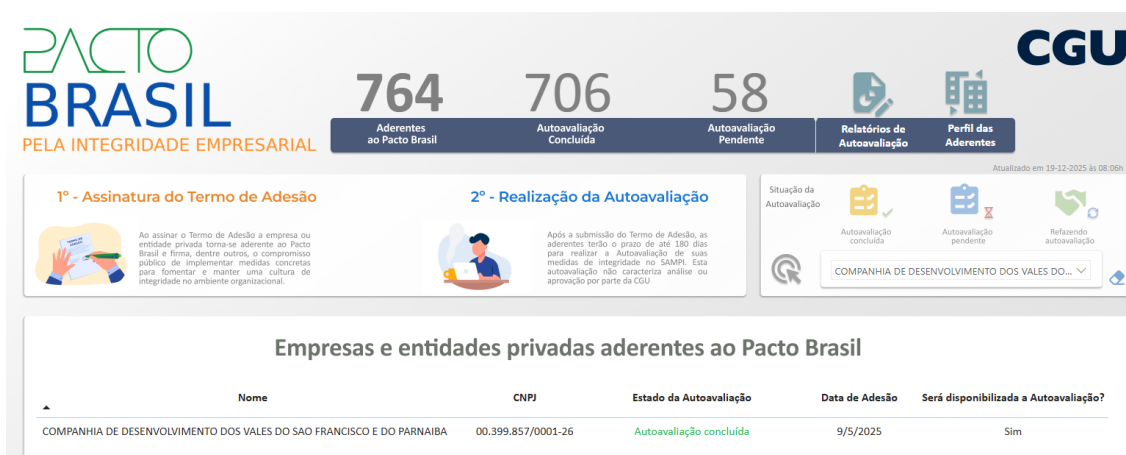 PACTO
BRASIL
PELA INTEGRIDADE EMPRESARIAL
764
Aderentes
ao Pacto Brasil
706
Autoavaliação
Concluída
58
Autoavaliação
Pendente
Relatórios de
Autoavaliação
Perfil das
Aderentes
CGU
Atualizado em 19-12-2025 às 08:06h
1º - Assinatura do Termo de Adesão
Ao assinar o Termo de Adesão a empresa ou
entidade privada torna-se aderente ao Pacto
Brasil e firma, dentre outros, o compromisso
público de implementar medidas concretas
para fomentar e manter uma cultura de
integridade no ambiente organizacional.
2º - Realização da Autoavaliação
Após a submissão do Termo de Adesão, as
aderentes terão o prazo de até 180 dias
para realizar a Autoavaliação de suas
medidas de integridade no SAMPI. Esta
autoavaliação não caracteriza análise ou
aprovação por parte da CGU
Situação da
Autoavaliação
Autoavaliação
concluída
Autoavaliação
pendente
Refazendo
autoavaliação
COMPANHIA DE DESENVOLVIMENTO DOS VALES DO...
Empresas e entidades privadas aderentes ao Pacto Brasil
Nome CNPJ Estado da Autoavaliação Data de Adesão Será disponibilizada a Autoavaliação?
COMPANHIA DE DESENVOLVIMENTO DOS VALES DO SAO FRANCISCO E DO PARNAIBA 00.399.857/0001-26 Autoavaliação concluída 9/5/2025 Sim